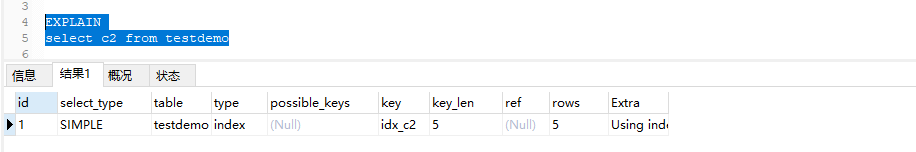 3
4 EXPLAIN
5 select c2 from testdemo
6
信息 结果1 概况 状态
id select_type table type possible_keys key key_len ref rows Extra
1 SIMPLE testdemo index (Null) idx_c2 5 (Null) 5 Using inde